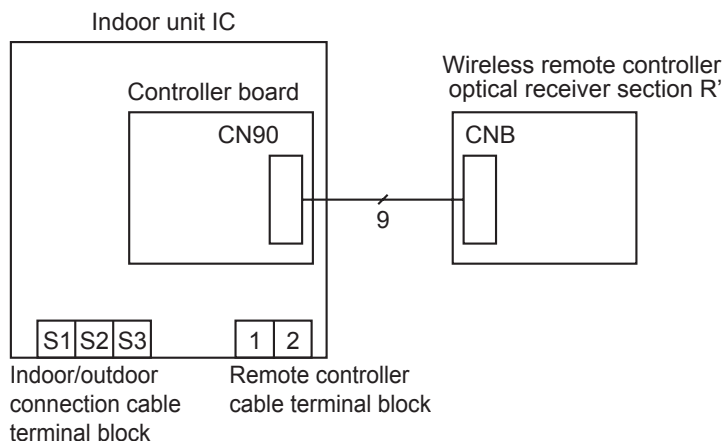 Indoor unit IC
Wireless remote controller
optical receiver section R’
Controller board
CN90
CNB
9
S1 S2 S3
1 2
Indoor/outdoor
connection cable
terminal block
Remote controller
cable terminal block